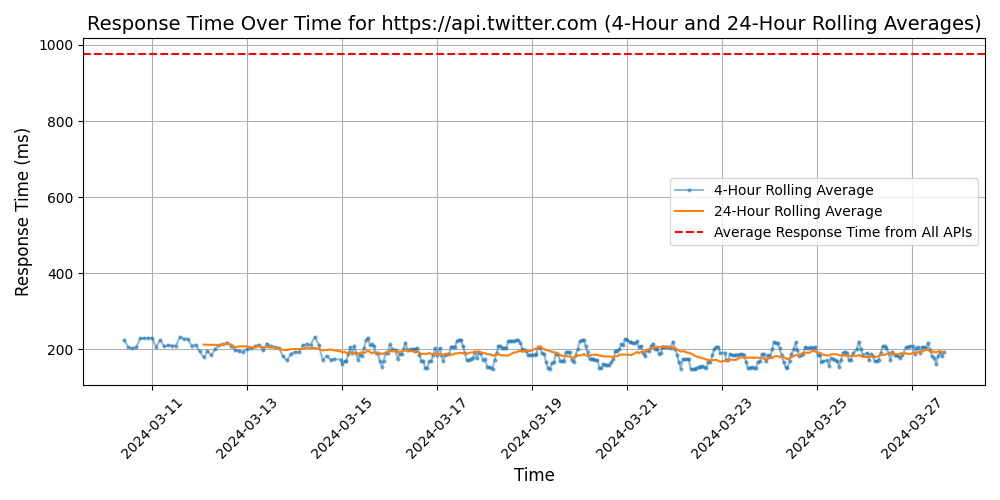 Response Time Over Time for https://api.twitter.com (4-Hour and 24-Hour Rolling Averages)
Response Time (ms)
1000
800
600
400
200
4-Hour Rolling Average
24-Hour Rolling Average
Average Response Time from All APIs
2024-03-11
2024-03-13
2024-03-15
2024-03-17
2024-03-19
2024-03-21
2024-03-23
2024-03-25
2024-03-27
Time